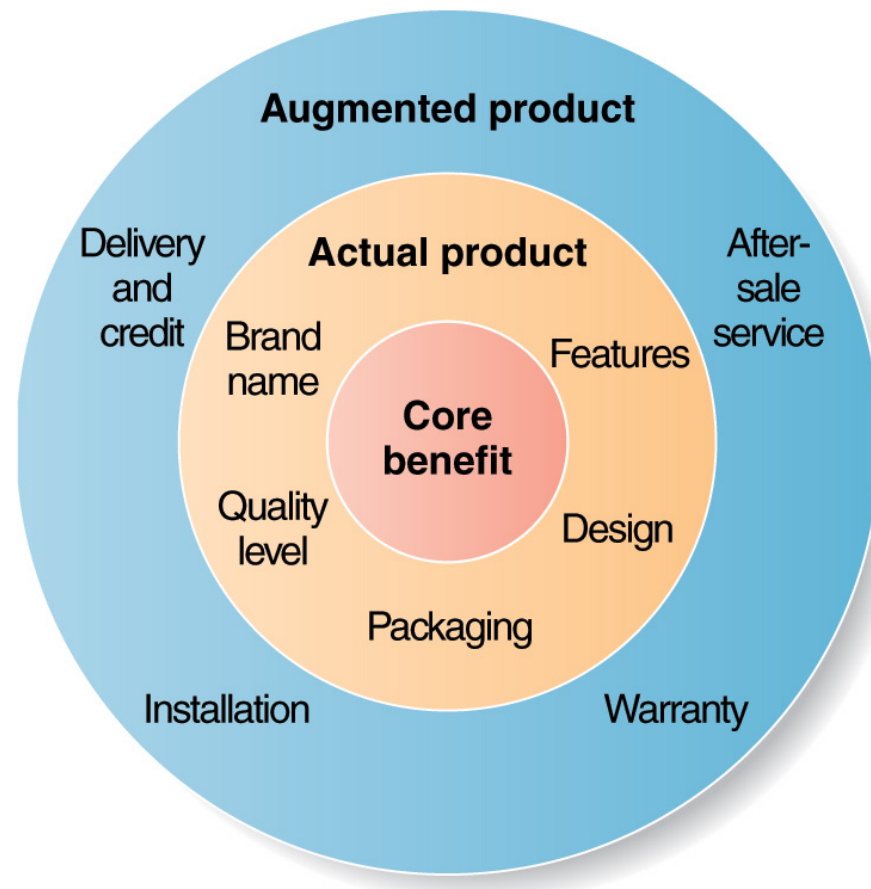 Augmented product
Delivery
and
credit
After-
sale
service
Actual product
Brand
name
Features
Core
benefit
Quality
level
Design
Packaging
Installation
Warranty